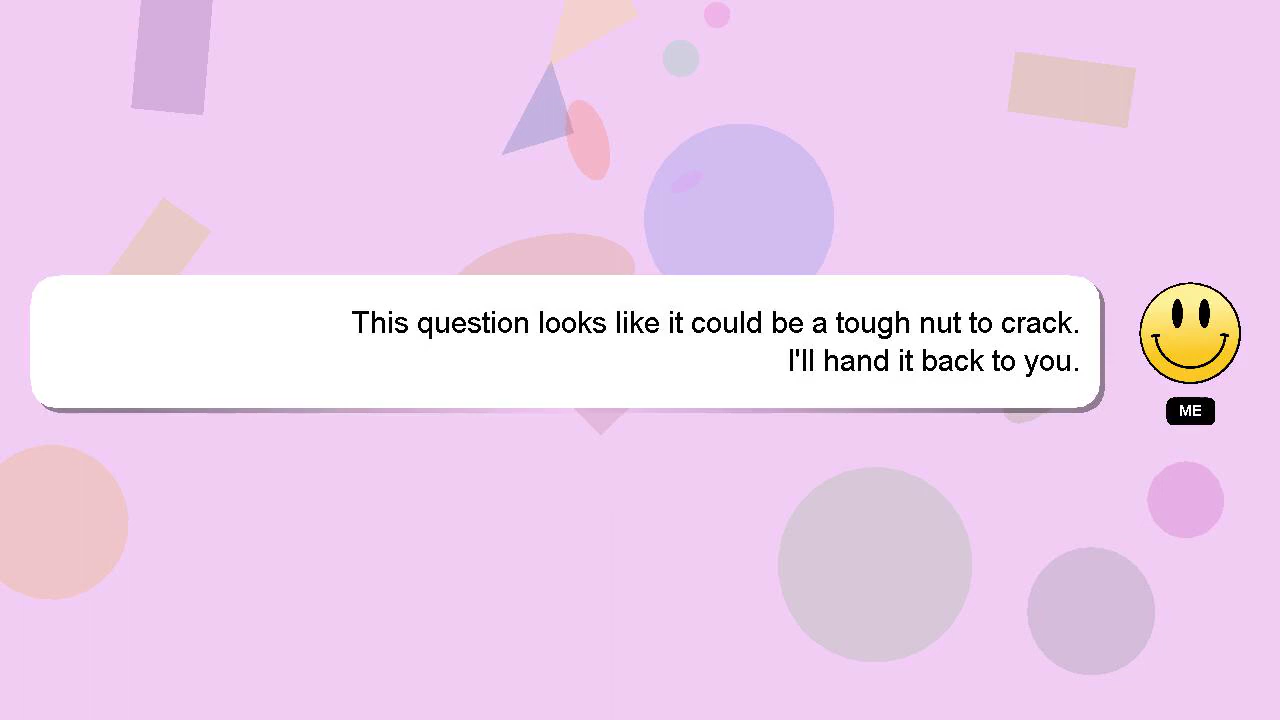 This question looks like it could be a tough nut to crack.
I'll hand it back to you.
ME